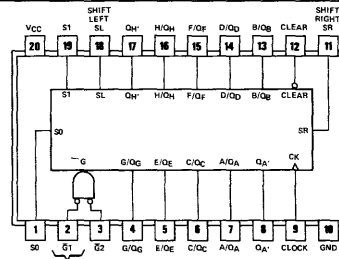 SHIFT SHIFT
LEFT RIGHT
VCC S1 SL QH' H/QH F/QF D/QD B/QB CLEAR SR
20 19 18 17 16 15 14 13 12 11
S1 SL QH' H/QH F/QF D/QD B/QB CLEAR
S0 SR
G CK
G/QG E/QE C/QC A/QA QA'
1 2 3 4 5 6 7 8 9 10
S0 G1 G2 G/QG E/QE C/QC A/QA QA' CLOCK GND